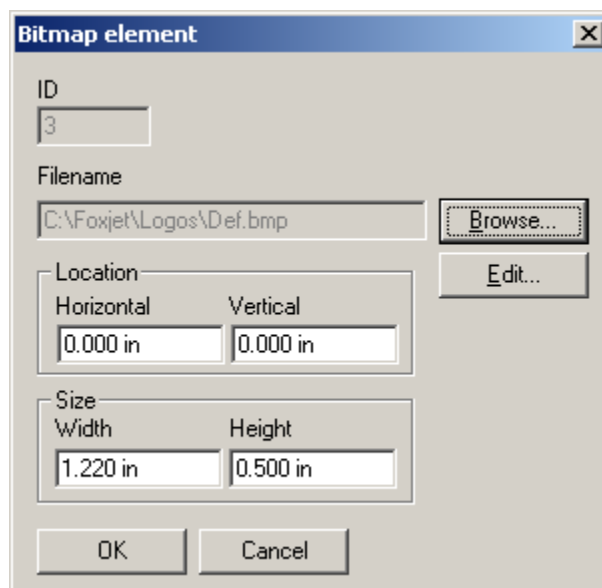 Bitmap element
ID
3
Filename
C:\Foxjet\Logos\Def.bmp
Browse...
Edit...
Location
Horizontal Vertical
0.000 in 0.000 in
Size
Width Height
1.220 in 0.500 in
OK Cancel